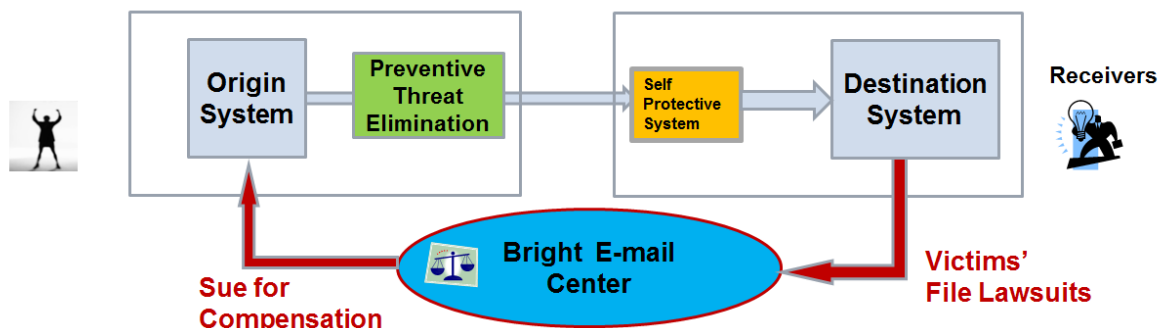 Origin
System
Preventive
Threat
Elimination
Self
Protective
System
Destination
System
Receivers
Bright E-mail
Center
Sue for
Compensation
Victims’
File Lawsuits